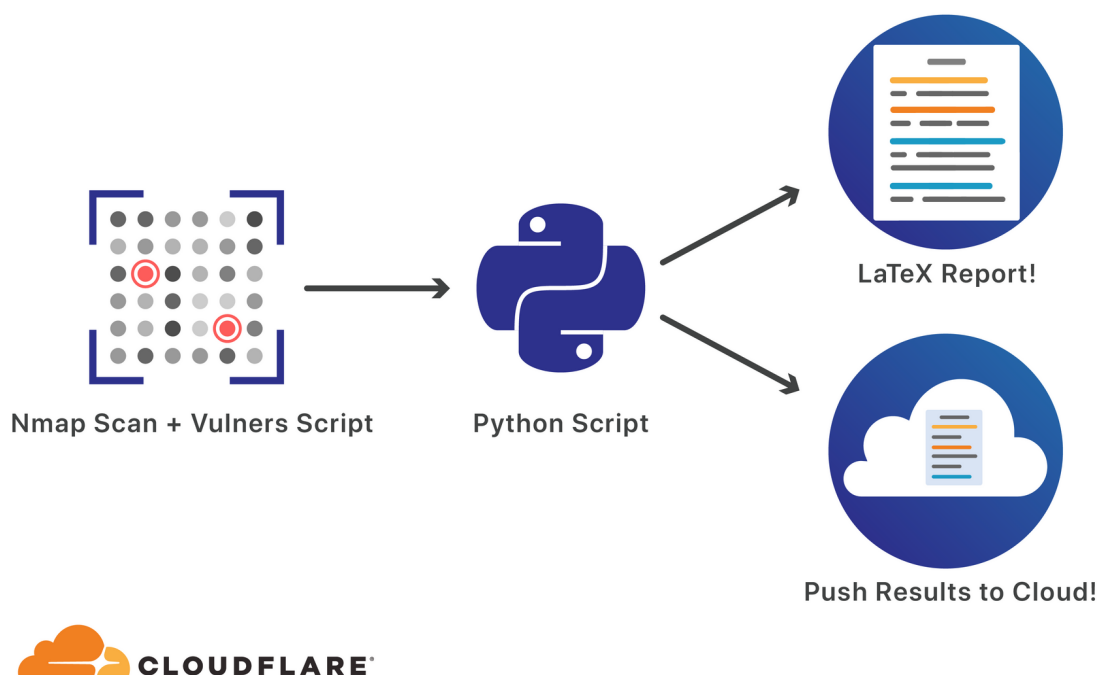 LaTeX Report!
Nmap Scan + Vulners Script
Python Script
Push Results to Cloud!
CLOUDFLARE